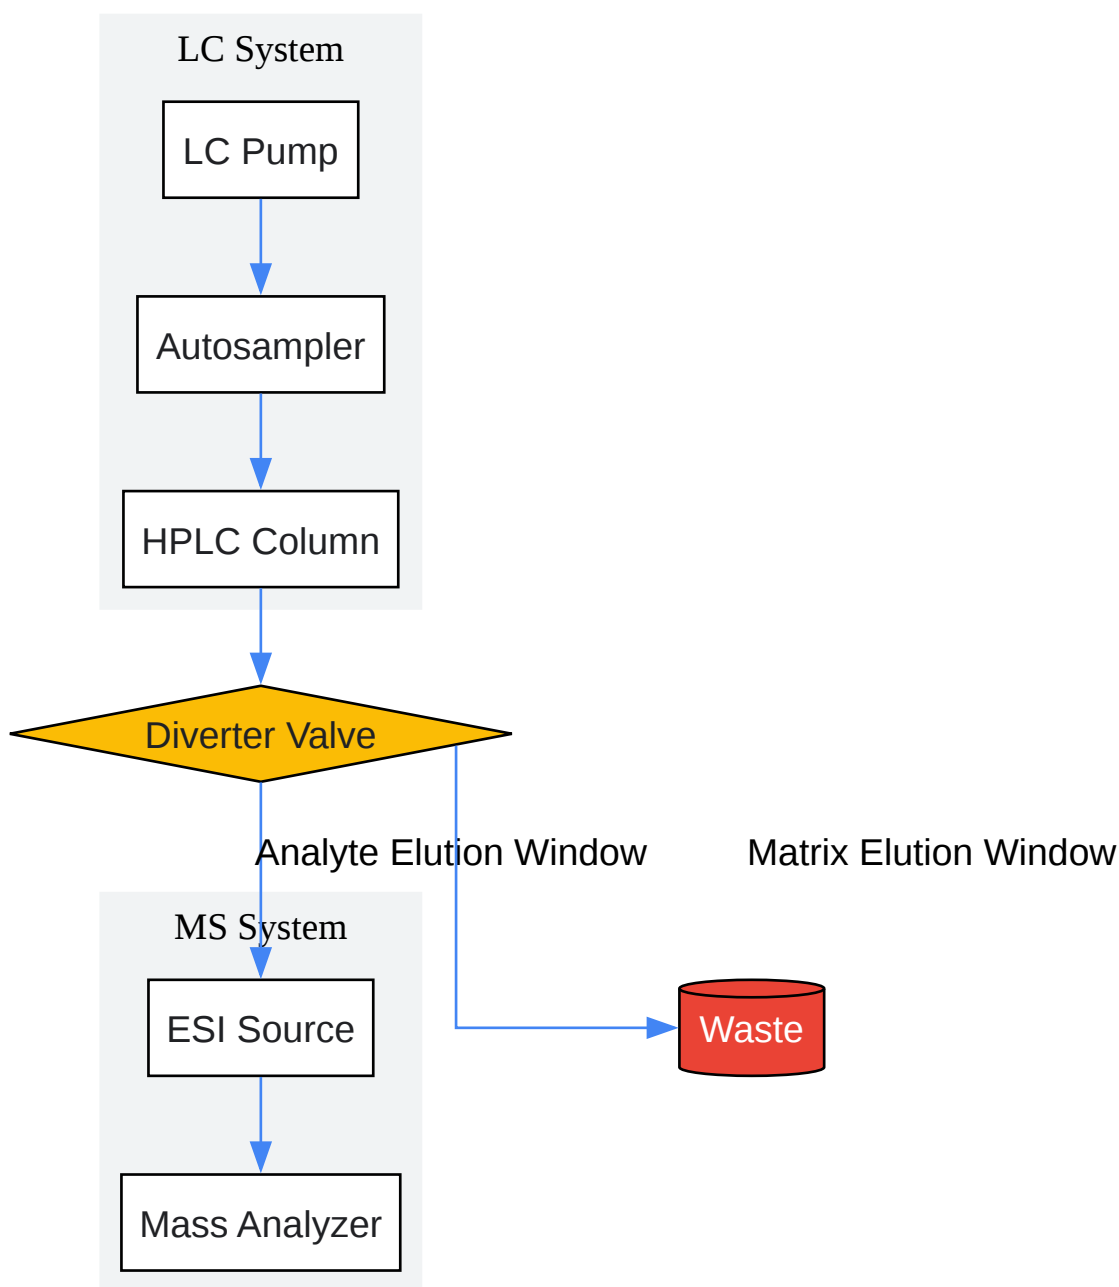 LC System
LC Pump
Autosampler
HPLC Column
Diverter Valve
Analyte Elution Window
Matrix Elution Window
MS System
ESI Source
Waste
Mass Analyzer